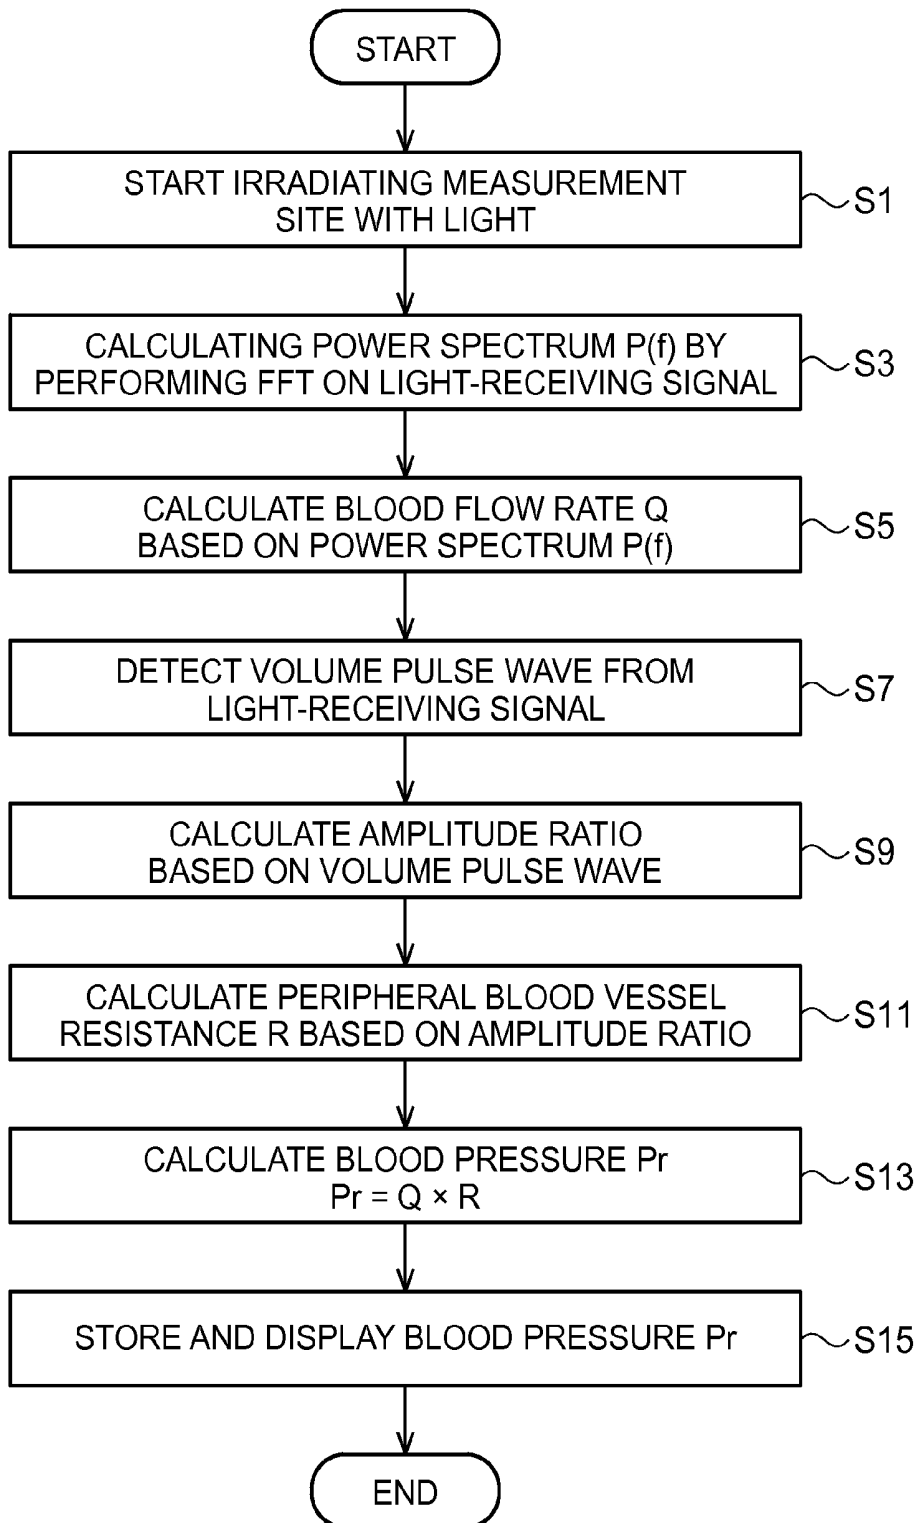 START
START IRRADIATING MEASUREMENT
SITE WITH LIGHT
S1
CALCULATING POWER SPECTRUM P(f) BY
PERFORMING FFT ON LIGHT-RECEIVING SIGNAL
S3
CALCULATE BLOOD FLOW RATE Q
BASED ON POWER SPECTRUM P(f)
S5
DETECT VOLUME PULSE WAVE FROM
LIGHT-RECEIVING SIGNAL
S7
CALCULATE AMPLITUDE RATIO
BASED ON VOLUME PULSE WAVE
S9
CALCULATE PERIPHERAL BLOOD VESSEL
RESISTANCE R BASED ON AMPLITUDE RATIO
S11
CALCULATE BLOOD PRESSURE Pr
Pr = Q × R
S13
STORE AND DISPLAY BLOOD PRESSURE Pr
S15
END